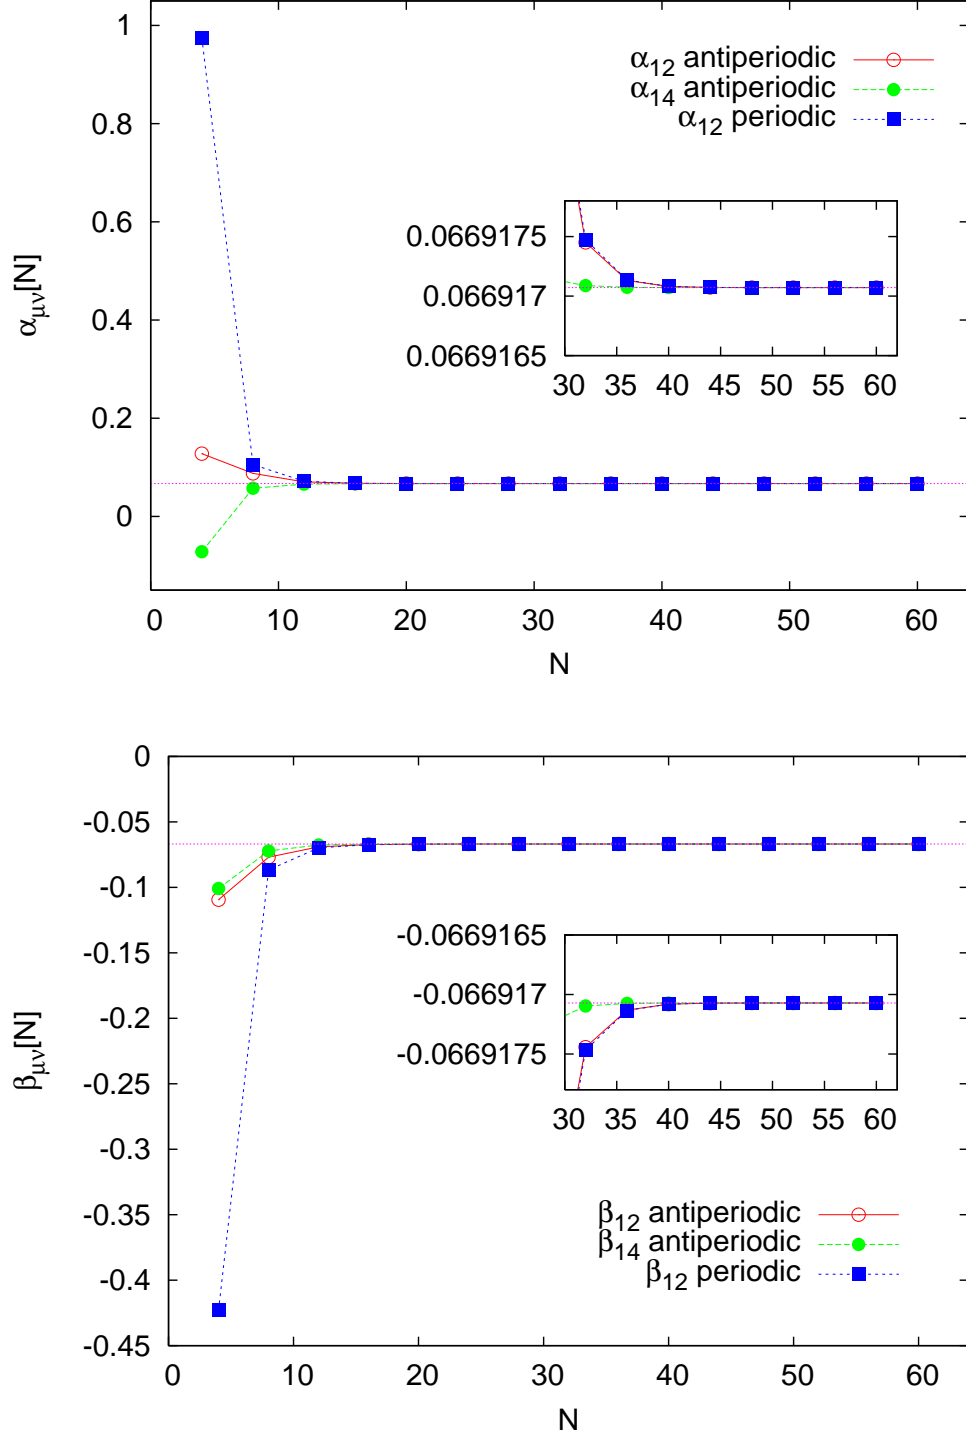 1
0.8
0.6
0.4
0.2
0
α_{μν}[N]
α₁₂ antiperiodic
α₁₄ antiperiodic
α₁₂ periodic
0.0669175
0.066917
0.0669165
30 35 40 45 50 55 60
0 10 20 30 40 50 60
N
0
-0.05
-0.1
-0.15
-0.2
-0.25
-0.3
-0.35
-0.4
-0.45
β_{μν}[N]
-0.0669165
-0.066917
-0.0669175
30 35 40 45 50 55 60
β₁₂ antiperiodic
β₁₄ antiperiodic
β₁₂ periodic
0 10 20 30 40 50 60
N